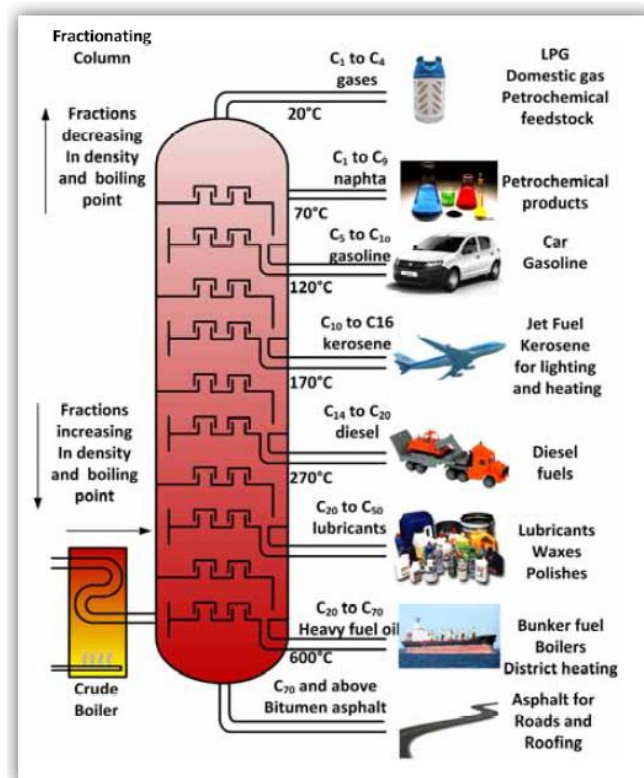 Fractionating
Column
C₁ to C₄
gases
20°C
LPG
Domestic gas
Petrochemical
feedstock
Fractions
decreasing
In density
and boiling
point
C₁ to C₉
naphta
70°C
Petrochemical
products
C₅ to C₁₀
gasoline
120°C
Car
Gasoline
C₁₀ to C16
kerosene
170°C
Jet Fuel
Kerosene
for lighting
and heating
Fractions
increasing
In density
and boiling
point
C₁₄ to C₂₀
diesel
270°C
Diesel
fuels
C₂₀ to C₅₀
lubricants
Lubricants
Waxes
Polishes
C₂₀ to C₇₀
Heavy fuel oil
600°C
Bunker fuel
Boilers
District heating
Crude
Boiler
C₇₀ and above
Bitumen asphalt
Asphalt for
Roads and
Roofing